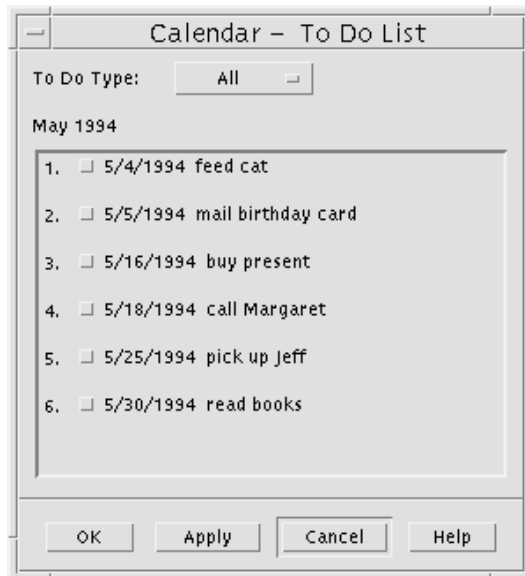 Calendar – To Do List
To Do Type: All
May 1994
1. 5/4/1994 feed cat
2. 5/5/1994 mail birthday card
3. 5/16/1994 buy present
4. 5/18/1994 call Margaret
5. 5/25/1994 pick up Jeff
6. 5/30/1994 read books
OK Apply Cancel Help